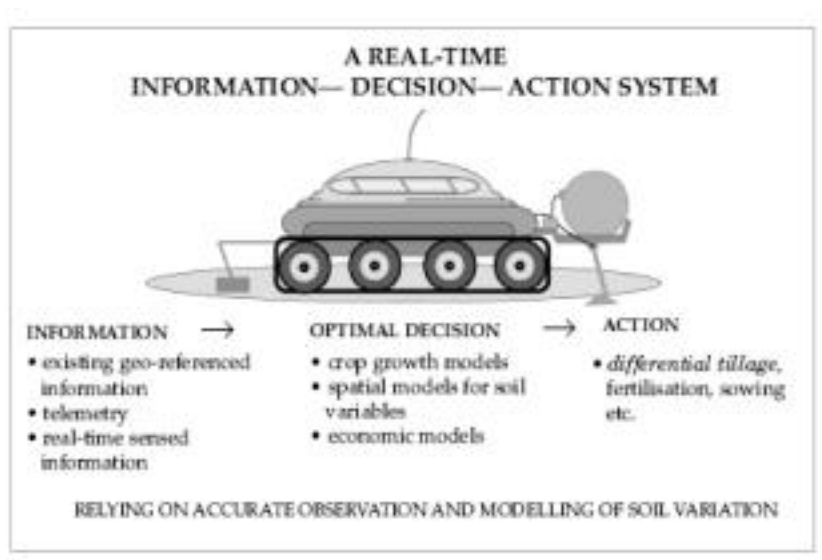 A REAL-TIME
INFORMATION— DECISION— ACTION SYSTEM
INFORMATION →
• existing geo-referenced
information
• telemetry
• real-time sensed
information
OPTIMAL DECISION →
• crop growth models
• spatial models for soil
variables
• economic models
ACTION
• differential tillage,
fertilisation, sowing
etc.
RELYING ON ACCURATE OBSERVATION AND MODELLING OF SOIL VARIATION